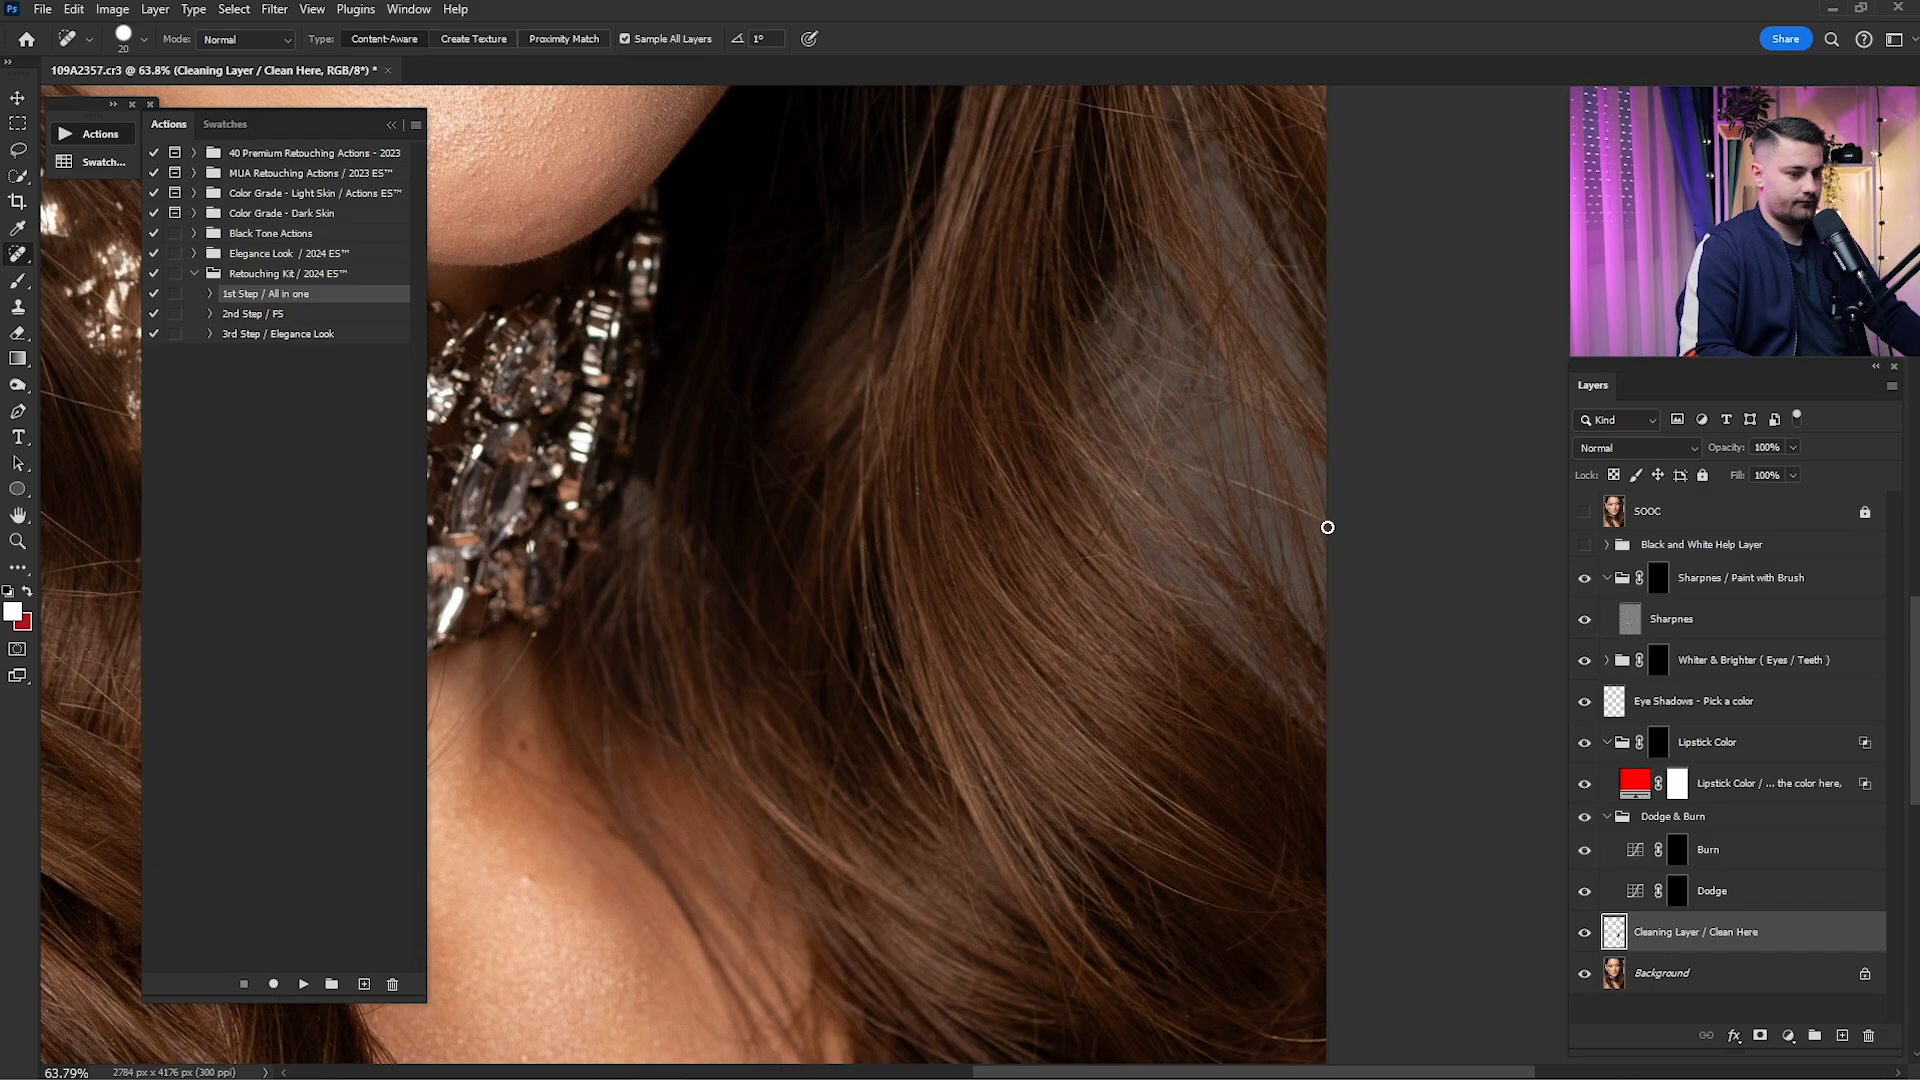 Ps File Edit Image Layer Type Select Filter View Plugins Window Help
20 Mode: Normal Type: Content-Aware Create Texture Proximity Match Sample All Layers 1° Share
109A2357.cr3 @ 63.8% (Cleaning Layer / Clean Here, RGB/8*) *
Actions
Swatch...
Actions Swatches
40 Premium Retouching Actions - 2023
MUA Retouching Actions / 2023 ES™
Color Grade - Light Skin / Actions ES™
Color Grade - Dark Skin
Black Tone Actions
Elegance Look / 2024 ES™
Retouching Kit / 2024 ES™
1st Step / All in one
2nd Step / FS
3rd Step / Elegance Look
Layers
Kind
Normal Opacity: 100%
Lock: Fill: 100%
SOOC
Black and White Help Layer
Sharpnes / Paint with Brush
Sharpnes
Whiter & Brighter ( Eyes / Teeth )
Eye Shadows - Pick a color
Lipstick Color
Lipstick Color / ... the color here,
Dodge & Burn
Burn
Dodge
Cleaning Layer / Clean Here
Background
fx
63.79% 2784 px x 4176 px (300 ppi)